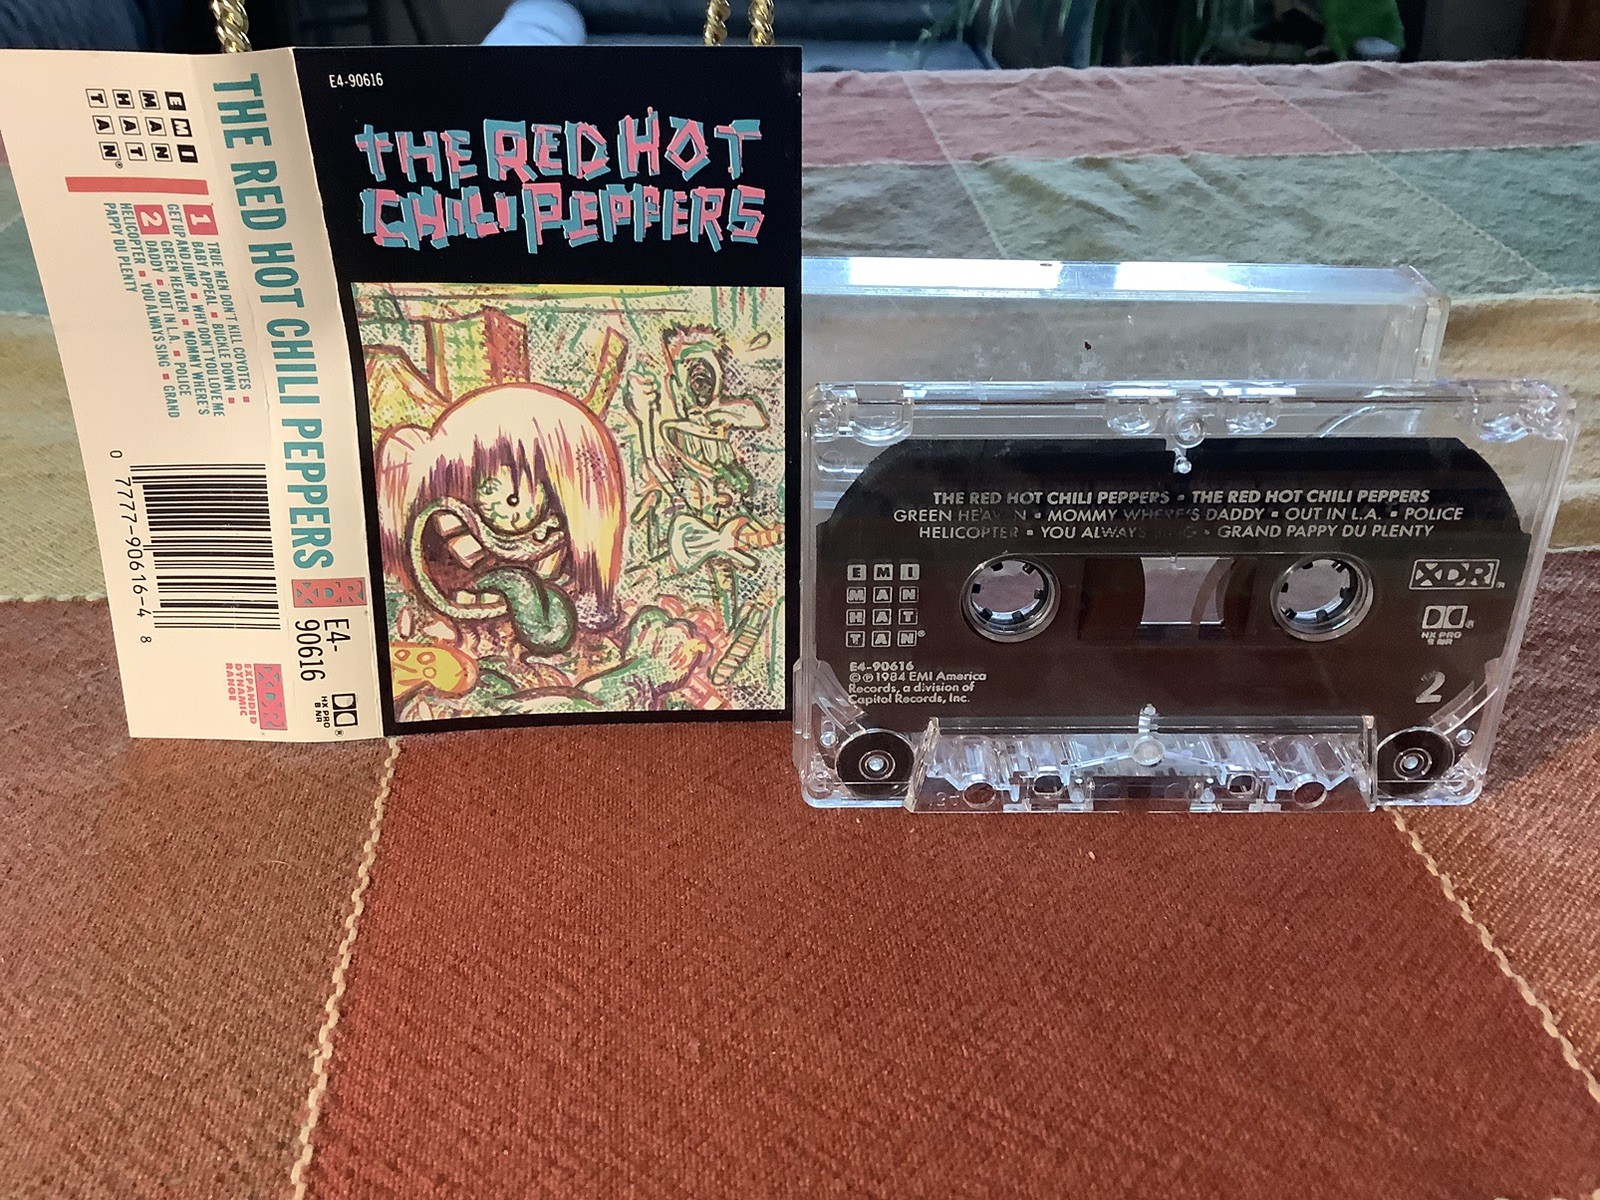 EMI
MAN
HAT
TAN®
1 TRUE MEN DON'T KILL COYOTES ▪
BABY APPEAL ▪ BUCKLE DOWN ▪
GET UP AND JUMP ▪ WHY DON'T YOU LOVE ME
GREEN HEAVEN ▪ MOMMY WHERE'S
2 DADDY ▪ OUT IN L.A. ▪ POLICE
HELICOPTER ▪ YOU ALWAYS SING ▪ GRAND
PAPPY DU PLENTY
0 7777-90616-4 8
XDR®
EXPANDED
DYNAMIC
RANGE
THE RED HOT CHILI PEPPERS
XDR
E4-
90616
HX PRO
B NR
E4-90616
THE RED HOT
CHILI PEPPERS
THE RED HOT CHILI PEPPERS ▪ THE RED HOT CHILI PEPPERS
GREEN HEAVEN ▪ MOMMY WHERE'S DADDY ▪ OUT IN L.A. ▪ POLICE
HELICOPTER ▪ YOU ALWAYS SING ▪ GRAND PAPPY DU PLENTY
EMI
MAN
HAT
TAN®
XDR®
HX PRO
B NR
E4-90616
©℗1984 EMI America
Records, a division of
Capitol Records, Inc.
2